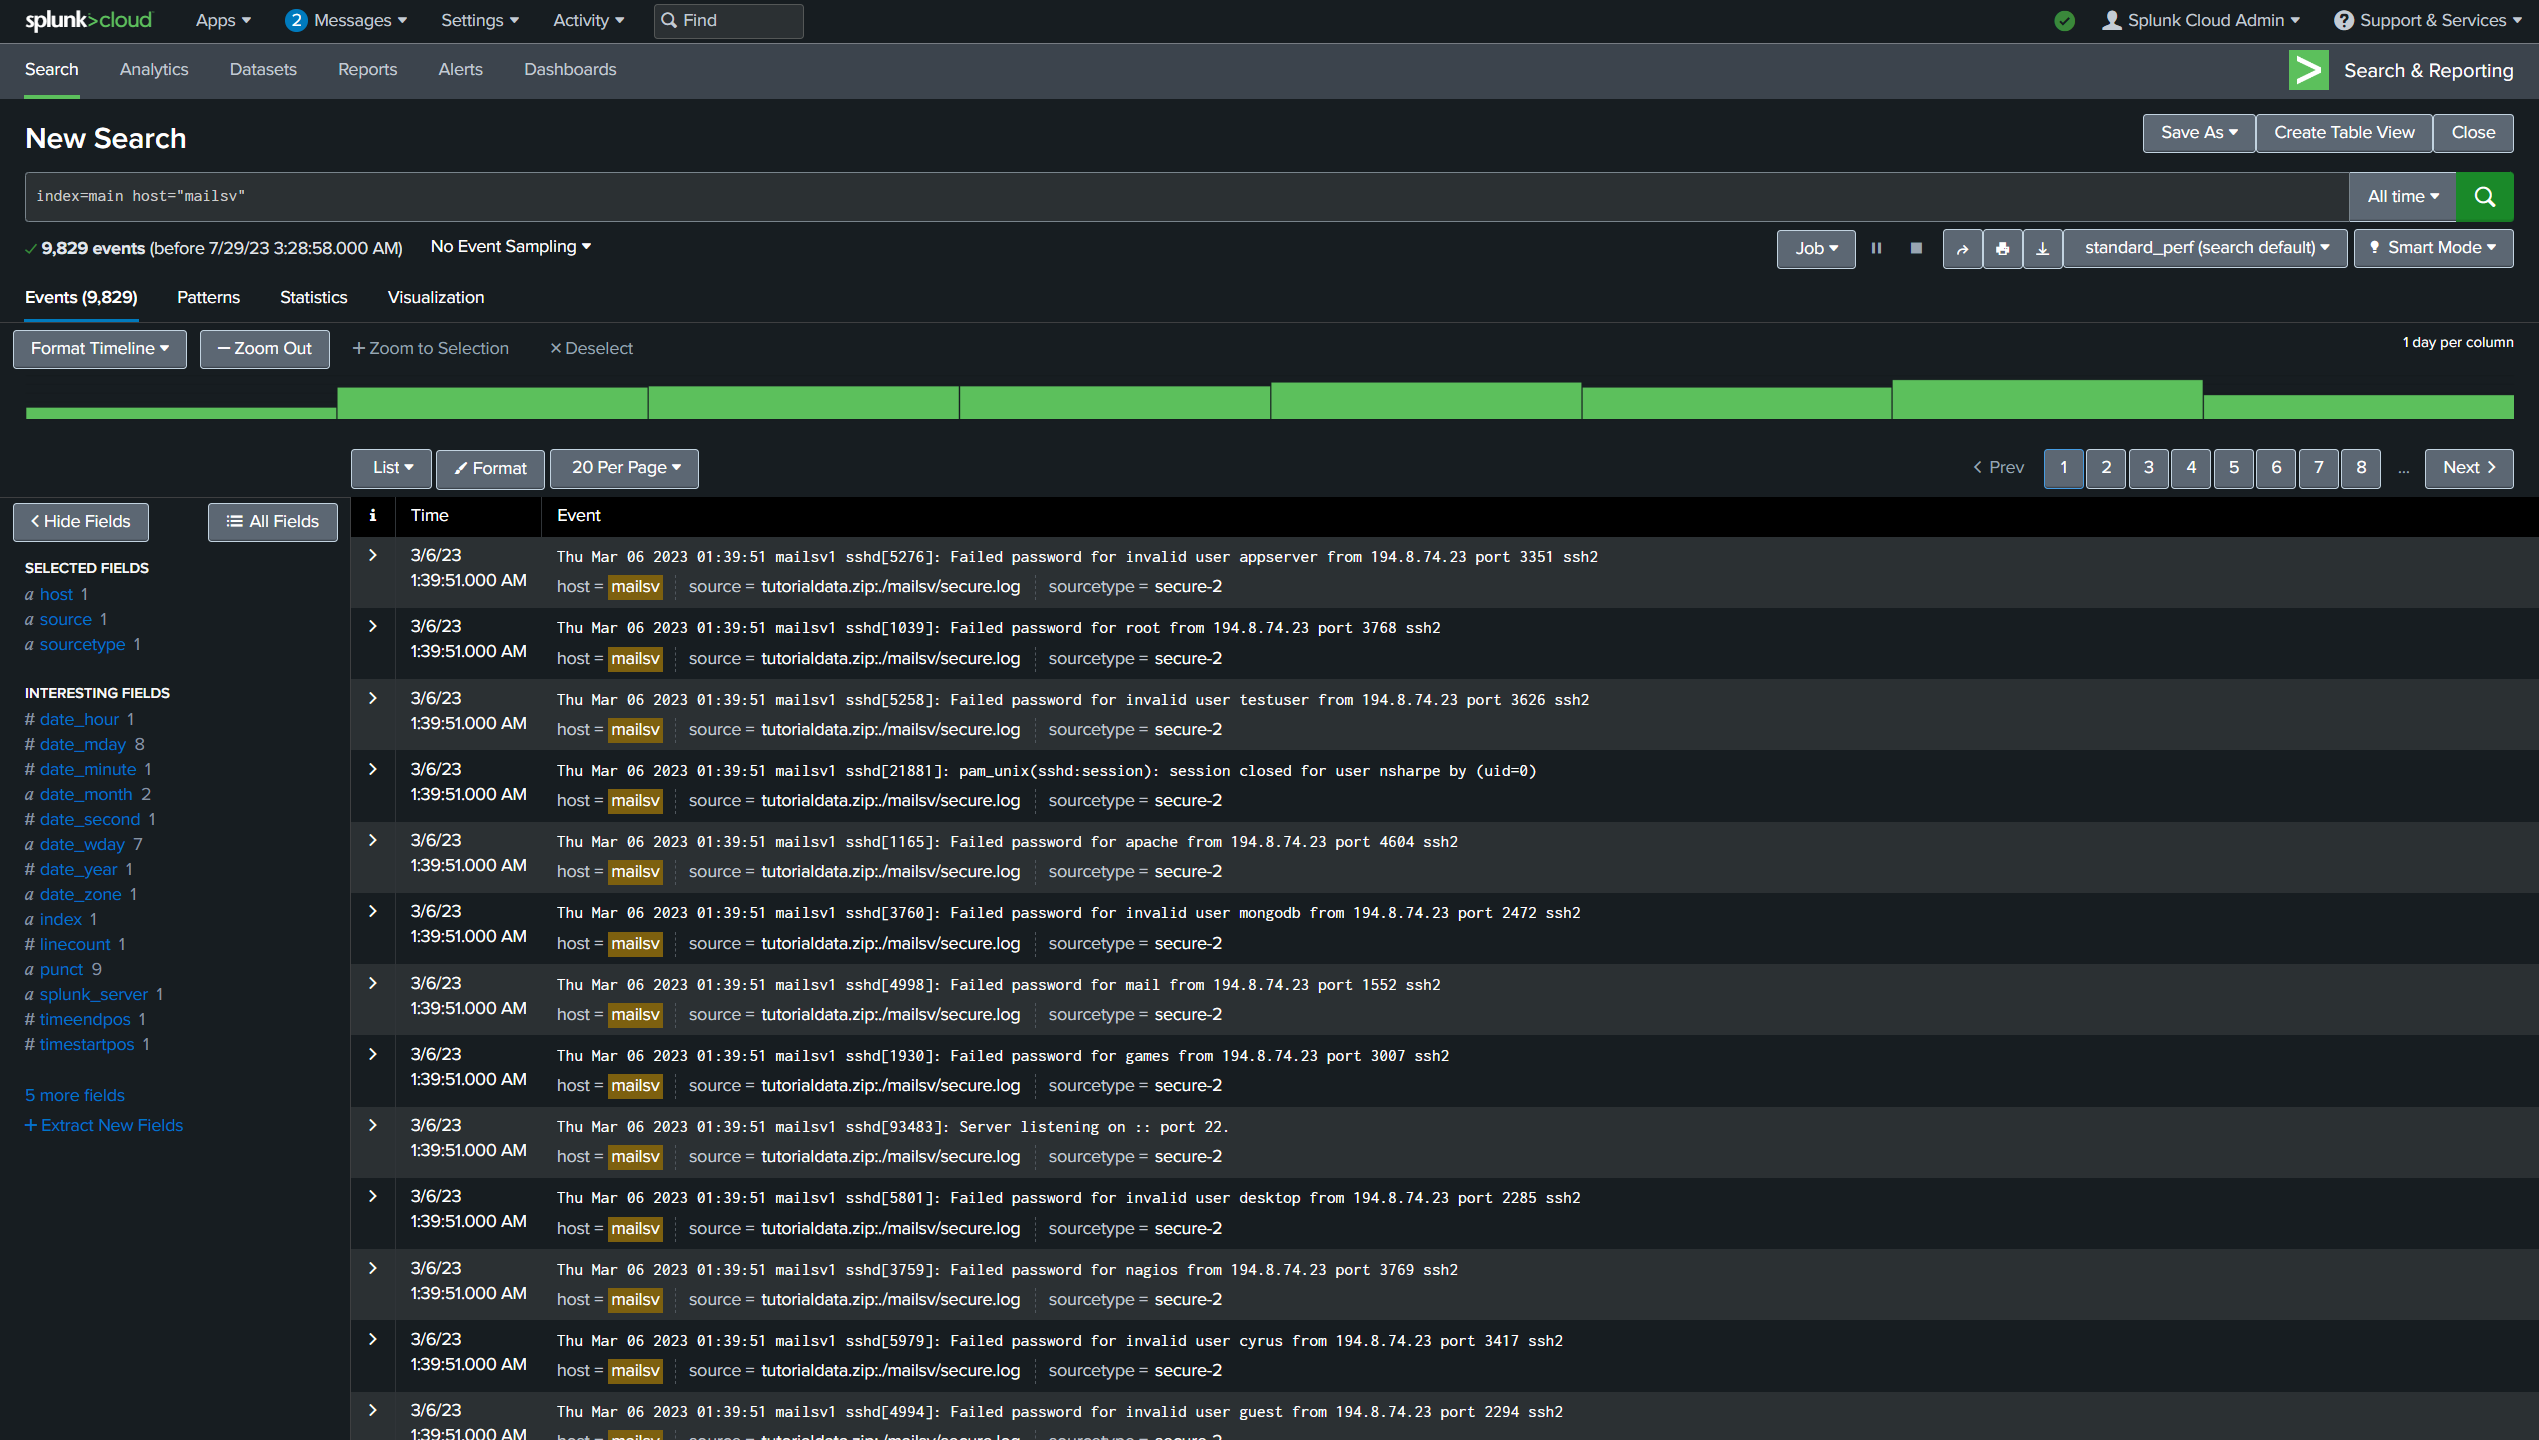 splunk>cloud Apps 2 Messages Settings Activity Find Splunk Cloud Admin ? Support & Services
Search Analytics Datasets Reports Alerts Dashboards > Search & Reporting
New Search Save As Create Table View Close
index=main host="mailsv" All time
9,829 events (before 7/29/23 3:28:58.000 AM) No Event Sampling Job standard_perf (search default) Smart Mode
Events (9,829) Patterns Statistics Visualization
Format Timeline – Zoom Out + Zoom to Selection × Deselect 1 day per column
List Format 20 Per Page < Prev 1 2 3 4 5 6 7 8 ... Next >
< Hide Fields All Fields
SELECTED FIELDS
a host 1
a source 1
a sourcetype 1
INTERESTING FIELDS
# date_hour 1
# date_mday 8
# date_minute 1
a date_month 2
# date_second 1
a date_wday 7
# date_year 1
a date_zone 1
a index 1
# linecount 1
a punct 9
a splunk_server 1
# timeendpos 1
# timestartpos 1
5 more fields
+ Extract New Fields
i Time Event
> 3/6/23 Thu Mar 06 2023 01:39:51 mailsv1 sshd[5276]: Failed password for invalid user appserver from 194.8.74.23 port 3351 ssh2
1:39:51.000 AM host = mailsv source = tutorialdata.zip:./mailsv/secure.log sourcetype = secure-2
> 3/6/23 Thu Mar 06 2023 01:39:51 mailsv1 sshd[1039]: Failed password for root from 194.8.74.23 port 3768 ssh2
1:39:51.000 AM host = mailsv source = tutorialdata.zip:./mailsv/secure.log sourcetype = secure-2
> 3/6/23 Thu Mar 06 2023 01:39:51 mailsv1 sshd[5258]: Failed password for invalid user testuser from 194.8.74.23 port 3626 ssh2
1:39:51.000 AM host = mailsv source = tutorialdata.zip:./mailsv/secure.log sourcetype = secure-2
> 3/6/23 Thu Mar 06 2023 01:39:51 mailsv1 sshd[21881]: pam_unix(sshd:session): session closed for user nsharpe by (uid=0)
1:39:51.000 AM host = mailsv source = tutorialdata.zip:./mailsv/secure.log sourcetype = secure-2
> 3/6/23 Thu Mar 06 2023 01:39:51 mailsv1 sshd[1165]: Failed password for apache from 194.8.74.23 port 4604 ssh2
1:39:51.000 AM host = mailsv source = tutorialdata.zip:./mailsv/secure.log sourcetype = secure-2
> 3/6/23 Thu Mar 06 2023 01:39:51 mailsv1 sshd[3760]: Failed password for invalid user mongodb from 194.8.74.23 port 2472 ssh2
1:39:51.000 AM host = mailsv source = tutorialdata.zip:./mailsv/secure.log sourcetype = secure-2
> 3/6/23 Thu Mar 06 2023 01:39:51 mailsv1 sshd[4998]: Failed password for mail from 194.8.74.23 port 1552 ssh2
1:39:51.000 AM host = mailsv source = tutorialdata.zip:./mailsv/secure.log sourcetype = secure-2
> 3/6/23 Thu Mar 06 2023 01:39:51 mailsv1 sshd[1930]: Failed password for games from 194.8.74.23 port 3007 ssh2
1:39:51.000 AM host = mailsv source = tutorialdata.zip:./mailsv/secure.log sourcetype = secure-2
> 3/6/23 Thu Mar 06 2023 01:39:51 mailsv1 sshd[93483]: Server listening on :: port 22.
1:39:51.000 AM host = mailsv source = tutorialdata.zip:./mailsv/secure.log sourcetype = secure-2
> 3/6/23 Thu Mar 06 2023 01:39:51 mailsv1 sshd[5801]: Failed password for invalid user desktop from 194.8.74.23 port 2285 ssh2
1:39:51.000 AM host = mailsv source = tutorialdata.zip:./mailsv/secure.log sourcetype = secure-2
> 3/6/23 Thu Mar 06 2023 01:39:51 mailsv1 sshd[3759]: Failed password for nagios from 194.8.74.23 port 3769 ssh2
1:39:51.000 AM host = mailsv source = tutorialdata.zip:./mailsv/secure.log sourcetype = secure-2
> 3/6/23 Thu Mar 06 2023 01:39:51 mailsv1 sshd[5979]: Failed password for invalid user cyrus from 194.8.74.23 port 3417 ssh2
1:39:51.000 AM host = mailsv source = tutorialdata.zip:./mailsv/secure.log sourcetype = secure-2
> 3/6/23 Thu Mar 06 2023 01:39:51 mailsv1 sshd[4994]: Failed password for invalid user guest from 194.8.74.23 port 2294 ssh2
1:39:51.000 AM